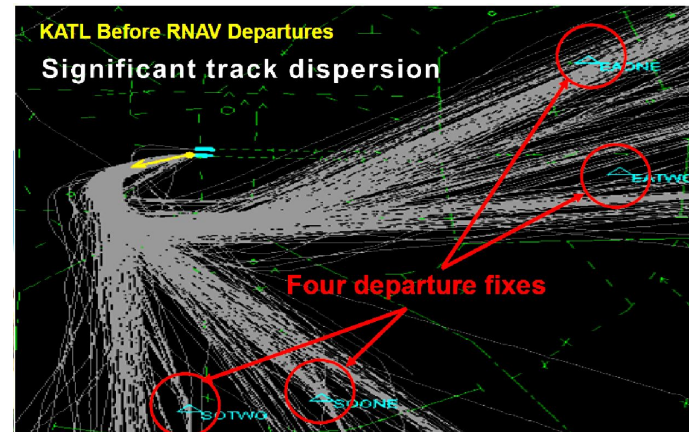 KATL Before RNAV Departures
Significant track dispersion
EAONE
EATWO
Four departure fixes
SOTWO
SOONE